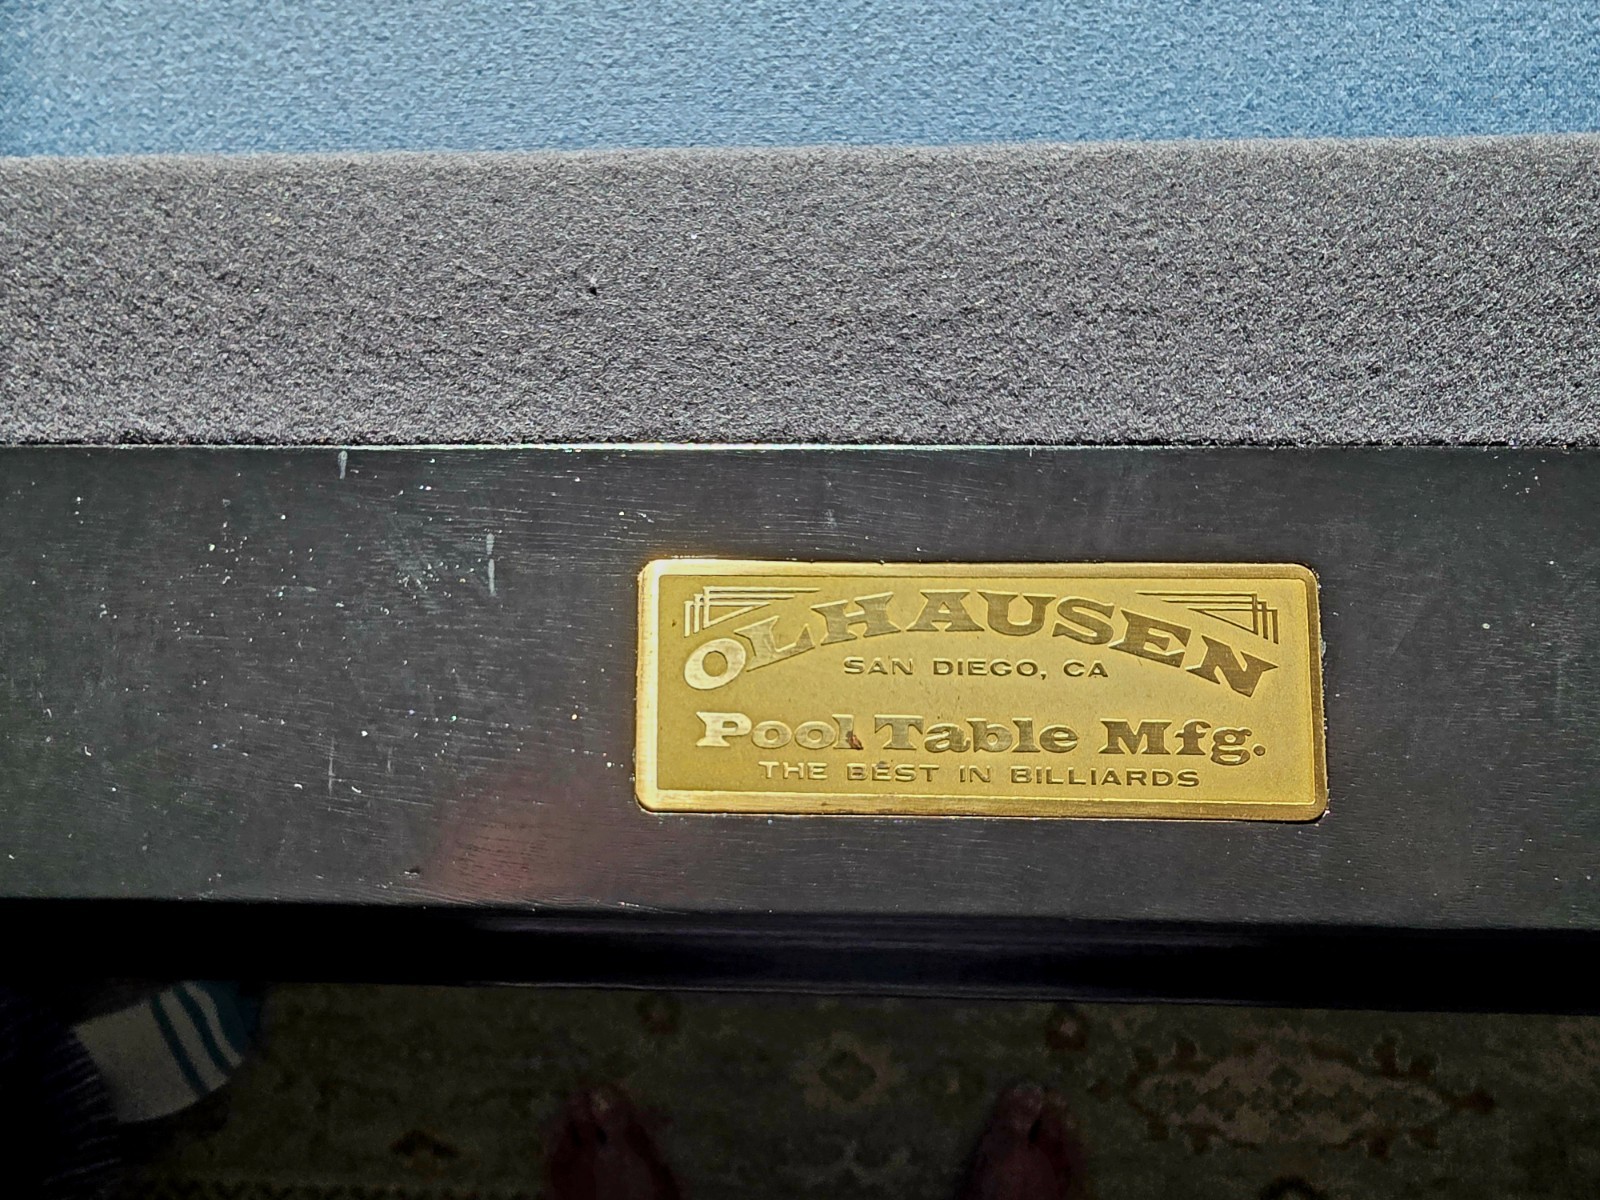 OLHAUSEN
SAN DIEGO, CA
Pool Table Mfg.
THE BEST IN BILLIARDS